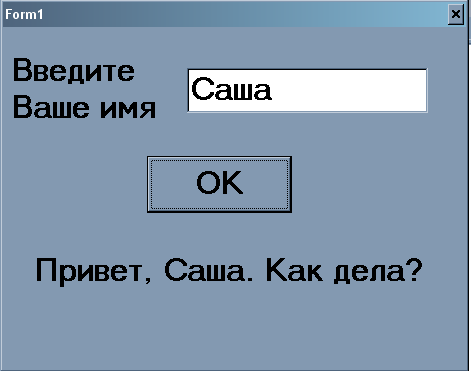 Form1
Введите
Ваше имя
Саша
OK
Привет, Саша. Как дела?